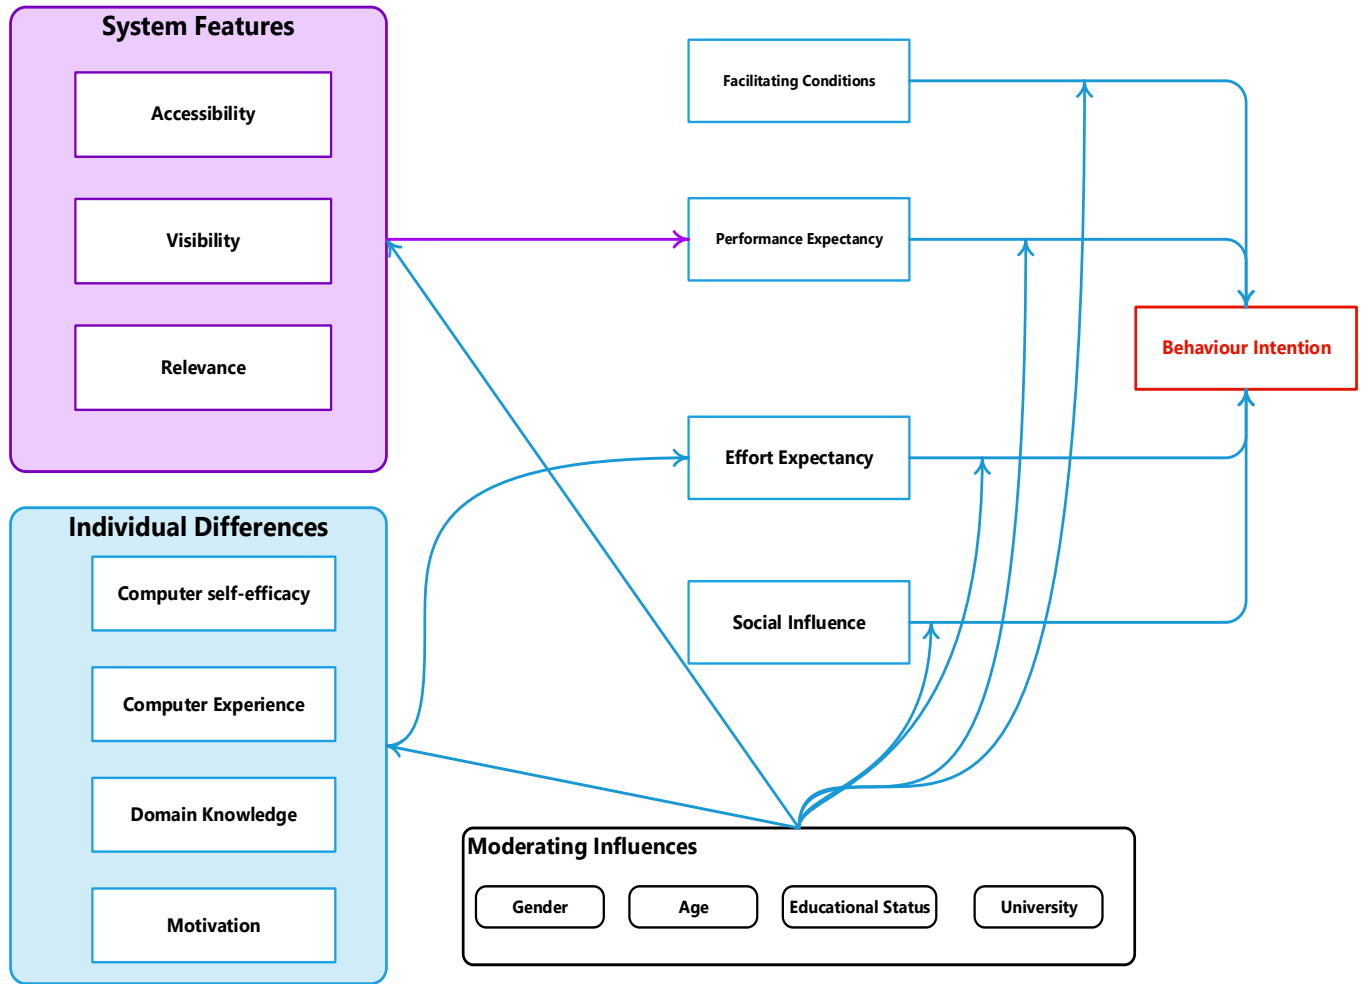 System Features
Accessibility
Visibility
Relevance
Individual Differences
Computer self-efficacy
Computer Experience
Domain Knowledge
Motivation
Facilitating Conditions
Performance Expectancy
Effort Expectancy
Social Influence
Behaviour Intention
Moderating Influences
Gender
Age
Educational Status
University